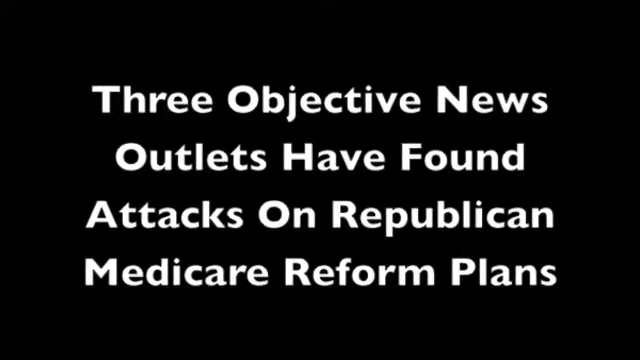 Three Objective News
Outlets Have Found
Attacks On Republican
Medicare Reform Plans